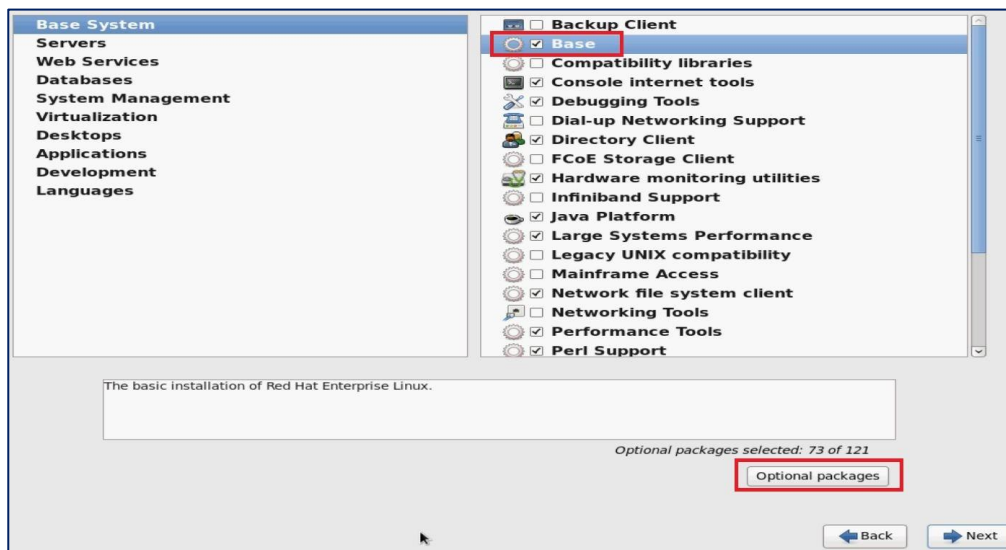 Base System
Servers
Web Services
Databases
System Management
Virtualization
Desktops
Applications
Development
Languages
Backup Client
Base
Compatibility libraries
Console internet tools
Debugging Tools
Dial-up Networking Support
Directory Client
FCoE Storage Client
Hardware monitoring utilities
Infiniband Support
Java Platform
Large Systems Performance
Legacy UNIX compatibility
Mainframe Access
Network file system client
Networking Tools
Performance Tools
Perl Support
The basic installation of Red Hat Enterprise Linux.
Optional packages selected: 73 of 121
Optional packages
Back
Next